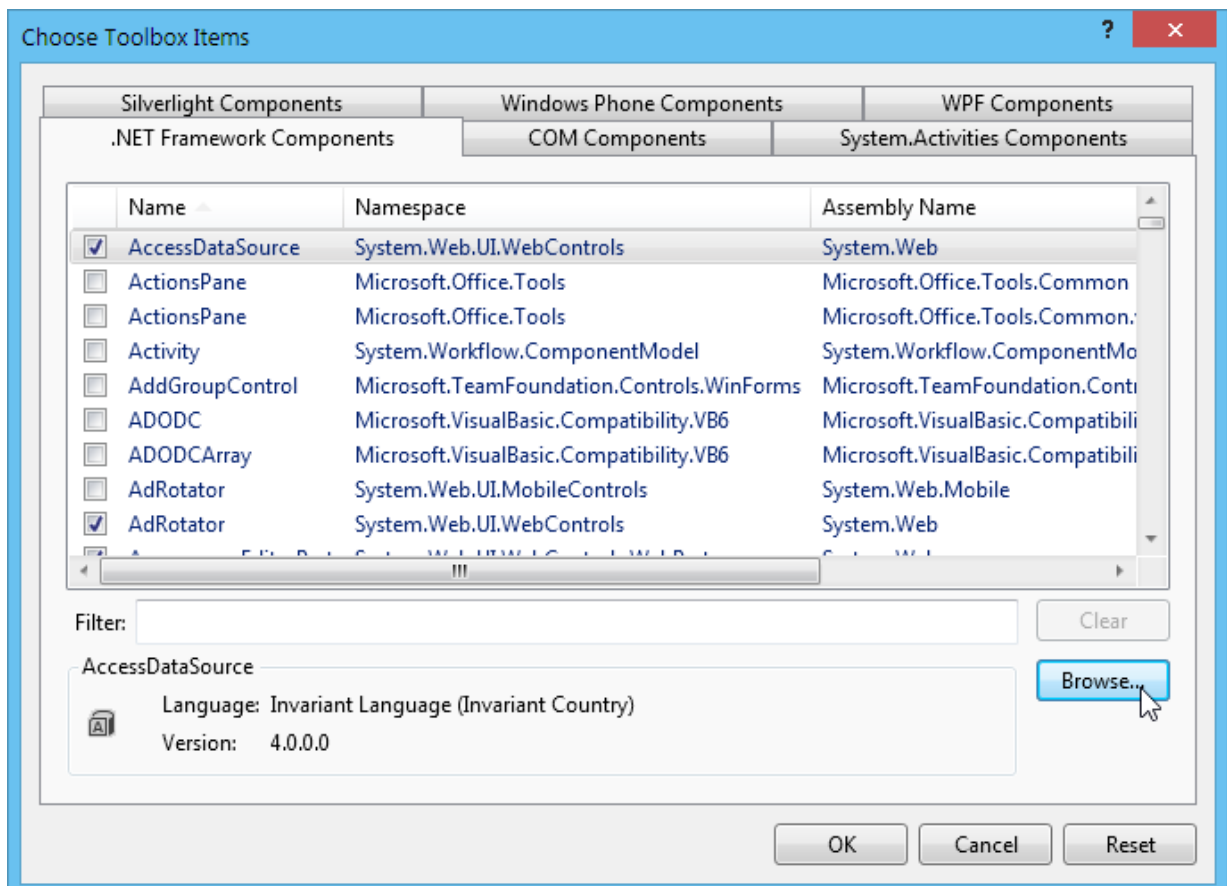 Choose Toolbox Items ?
Silverlight Components Windows Phone Components WPF Components
.NET Framework Components COM Components System.Activities Components
Name Namespace Assembly Name
AccessDataSource System.Web.UI.WebControls System.Web
ActionsPane Microsoft.Office.Tools Microsoft.Office.Tools.Common
ActionsPane Microsoft.Office.Tools Microsoft.Office.Tools.Common.
Activity System.Workflow.ComponentModel System.Workflow.ComponentMo
AddGroupControl Microsoft.TeamFoundation.Controls.WinForms Microsoft.TeamFoundation.Contr
ADODC Microsoft.VisualBasic.Compatibility.VB6 Microsoft.VisualBasic.Compatibili
ADODCArray Microsoft.VisualBasic.Compatibility.VB6 Microsoft.VisualBasic.Compatibili
AdRotator System.Web.UI.MobileControls System.Web.Mobile
AdRotator System.Web.UI.WebControls System.Web
Filter: Clear
AccessDataSource
Browse...
Language: Invariant Language (Invariant Country)
Version: 4.0.0.0
OK Cancel Reset